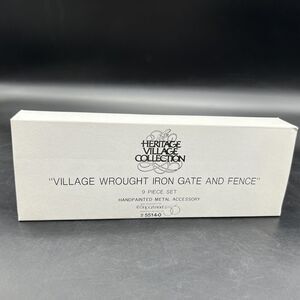 HERITAGE
VILLAGE
COLLECTION
"VILLAGE WROUGHT IRON GATE AND FENCE"
9 PIECE SET
HANDPAINTED METAL ACCESSORY
# 5514-0